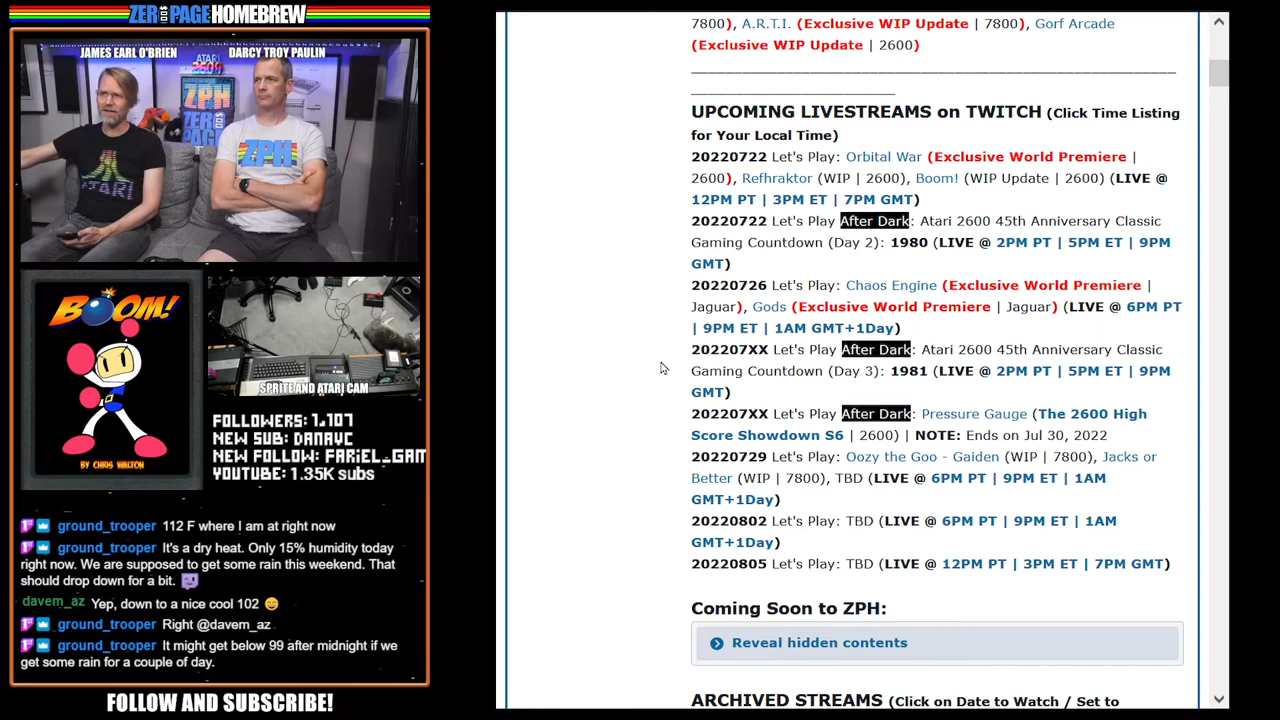 ZEROPAGE HOMEBREW
JAMES EARL O'BRIEN
DARCY TROY PAULIN
ATARI
2600
ZPH
ZERO
PAGE
ATARI
ZPH
BOOM!
BY CHRIS WALTON
SPRITE AND ATARI CAM
FOLLOWERS: 1,107
NEW SUB: DAMAYC
NEW FOLLOW: FARIEL_GAM
YOUTUBE: 1.35K subs
ground_trooper 112 F where I am at right now
ground_trooper It's a dry heat. Only 15% humidity today
right now. We are supposed to get some rain this weekend. That
should drop down for a bit.
davem_az Yep, down to a nice cool 102 😄
ground_trooper Right @davem_az
ground_trooper It might get below 99 after midnight if we
get some rain for a couple of day.
FOLLOW AND SUBSCRIBE!
7800), A.R.T.I. (Exclusive WIP Update | 7800), Gorf Arcade
(Exclusive WIP Update | 2600)
UPCOMING LIVESTREAMS on TWITCH (Click Time Listing
for Your Local Time)
20220722 Let's Play: Orbital War (Exclusive World Premiere |
2600), Refhraktor (WIP | 2600), Boom! (WIP Update | 2600) (LIVE @
12PM PT | 3PM ET | 7PM GMT)
20220722 Let's Play After Dark: Atari 2600 45th Anniversary Classic
Gaming Countdown (Day 2): 1980 (LIVE @ 2PM PT | 5PM ET | 9PM
GMT)
20220726 Let's Play: Chaos Engine (Exclusive World Premiere |
Jaguar), Gods (Exclusive World Premiere | Jaguar) (LIVE @ 6PM PT
| 9PM ET | 1AM GMT+1Day)
202207XX Let's Play After Dark: Atari 2600 45th Anniversary Classic
Gaming Countdown (Day 3): 1981 (LIVE @ 2PM PT | 5PM ET | 9PM
GMT)
202207XX Let's Play After Dark: Pressure Gauge (The 2600 High
Score Showdown S6 | 2600) | NOTE: Ends on Jul 30, 2022
20220729 Let's Play: Oozy the Goo - Gaiden (WIP | 7800), Jacks or
Better (WIP | 7800), TBD (LIVE @ 6PM PT | 9PM ET | 1AM
GMT+1Day)
20220802 Let's Play: TBD (LIVE @ 6PM PT | 9PM ET | 1AM
GMT+1Day)
20220805 Let's Play: TBD (LIVE @ 12PM PT | 3PM ET | 7PM GMT)
Coming Soon to ZPH:
Reveal hidden contents
ARCHIVED STREAMS (Click on Date to Watch / Set to